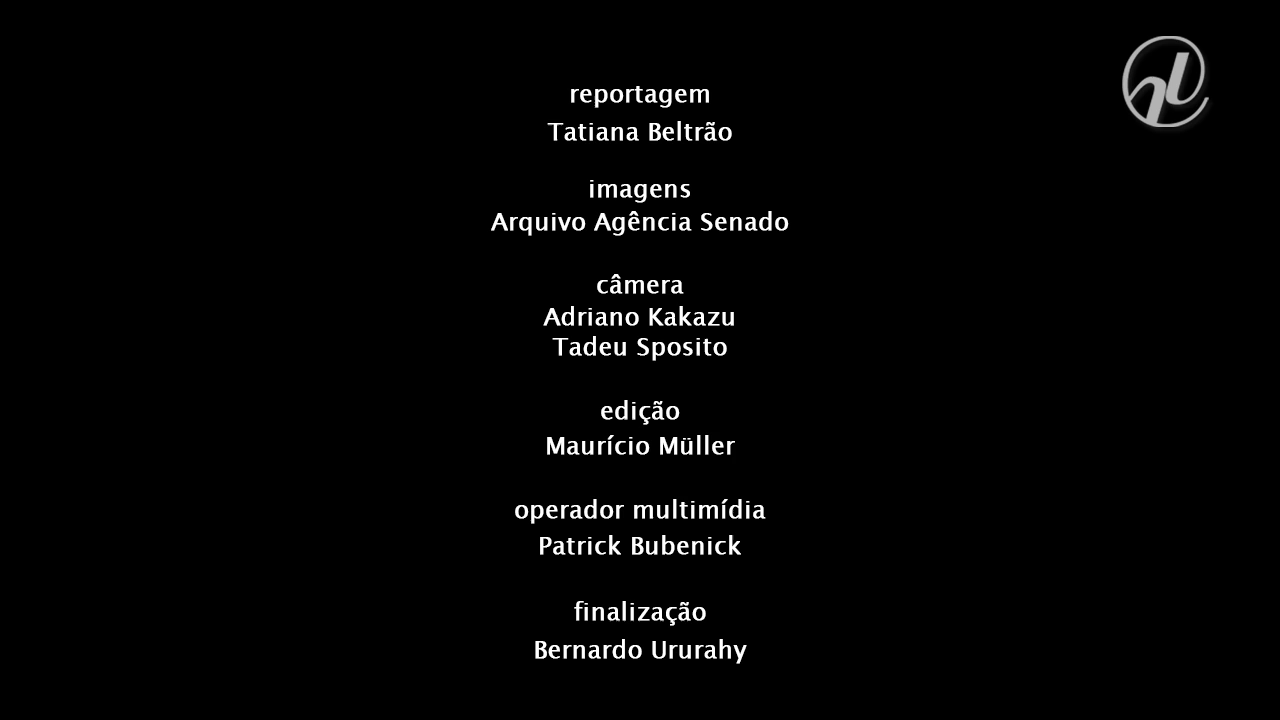 reportagem
Tatiana Beltrão
imagens
Arquivo Agência Senado
câmera
Adriano Kakazu
Tadeu Sposito
edição
Maurício Müller
operador multimídia
Patrick Bubenick
finalização
Bernardo Ururahy